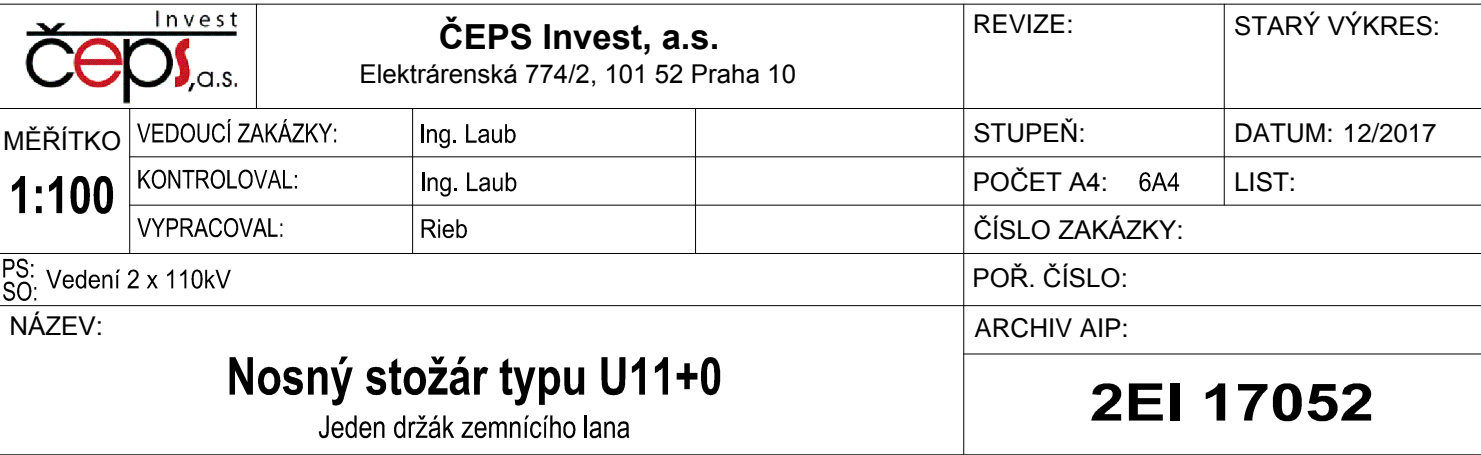 Invest
čeps,a.s.
ČEPS Invest, a.s.
Elektrárenská 774/2, 101 52 Praha 10
REVIZE:
STARÝ VÝKRES:
MĚŘÍTKO
1:100
VEDOUCÍ ZAKÁZKY: Ing. Laub
KONTROLOVAL: Ing. Laub
VYPRACOVAL: Rieb
STUPEŇ:
DATUM: 12/2017
POČET A4: 6A4
LIST:
ČÍSLO ZAKÁZKY:
PS:
SO:
Vedení 2 x 110kV
POŘ. ČÍSLO:
NÁZEV:
Nosný stožár typu U11+0
Jeden držák zemnícího lana
ARCHIV AIP:
2EI 17052